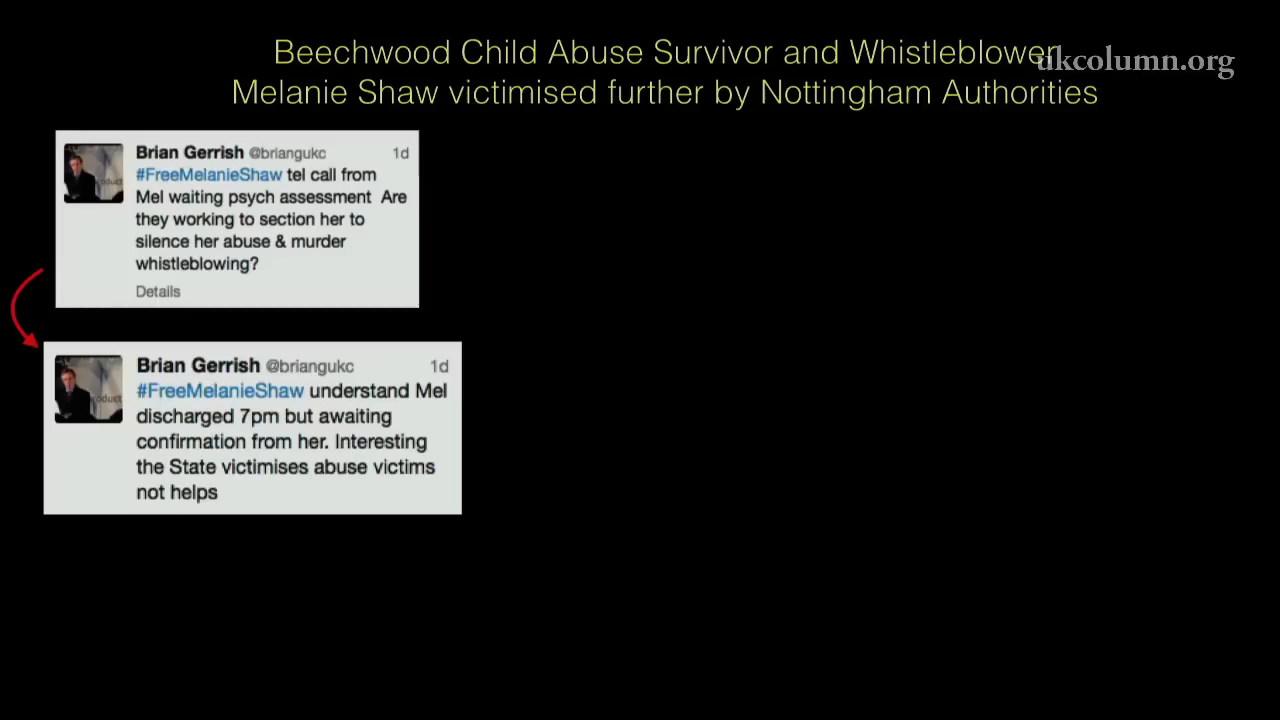 Beechwood Child Abuse Survivor and Whistleblower
ukcolumn.org
Melanie Shaw victimised further by Nottingham Authorities
Brian Gerrish @briangukc 1d
#FreeMelanieShaw tel call from
Mel waiting psych assessment Are
they working to section her to
silence her abuse & murder
whistleblowing?
Details
Brian Gerrish @briangukc 1d
#FreeMelanieShaw understand Mel
discharged 7pm but awaiting
confirmation from her. Interesting
the State victimises abuse victims
not helps